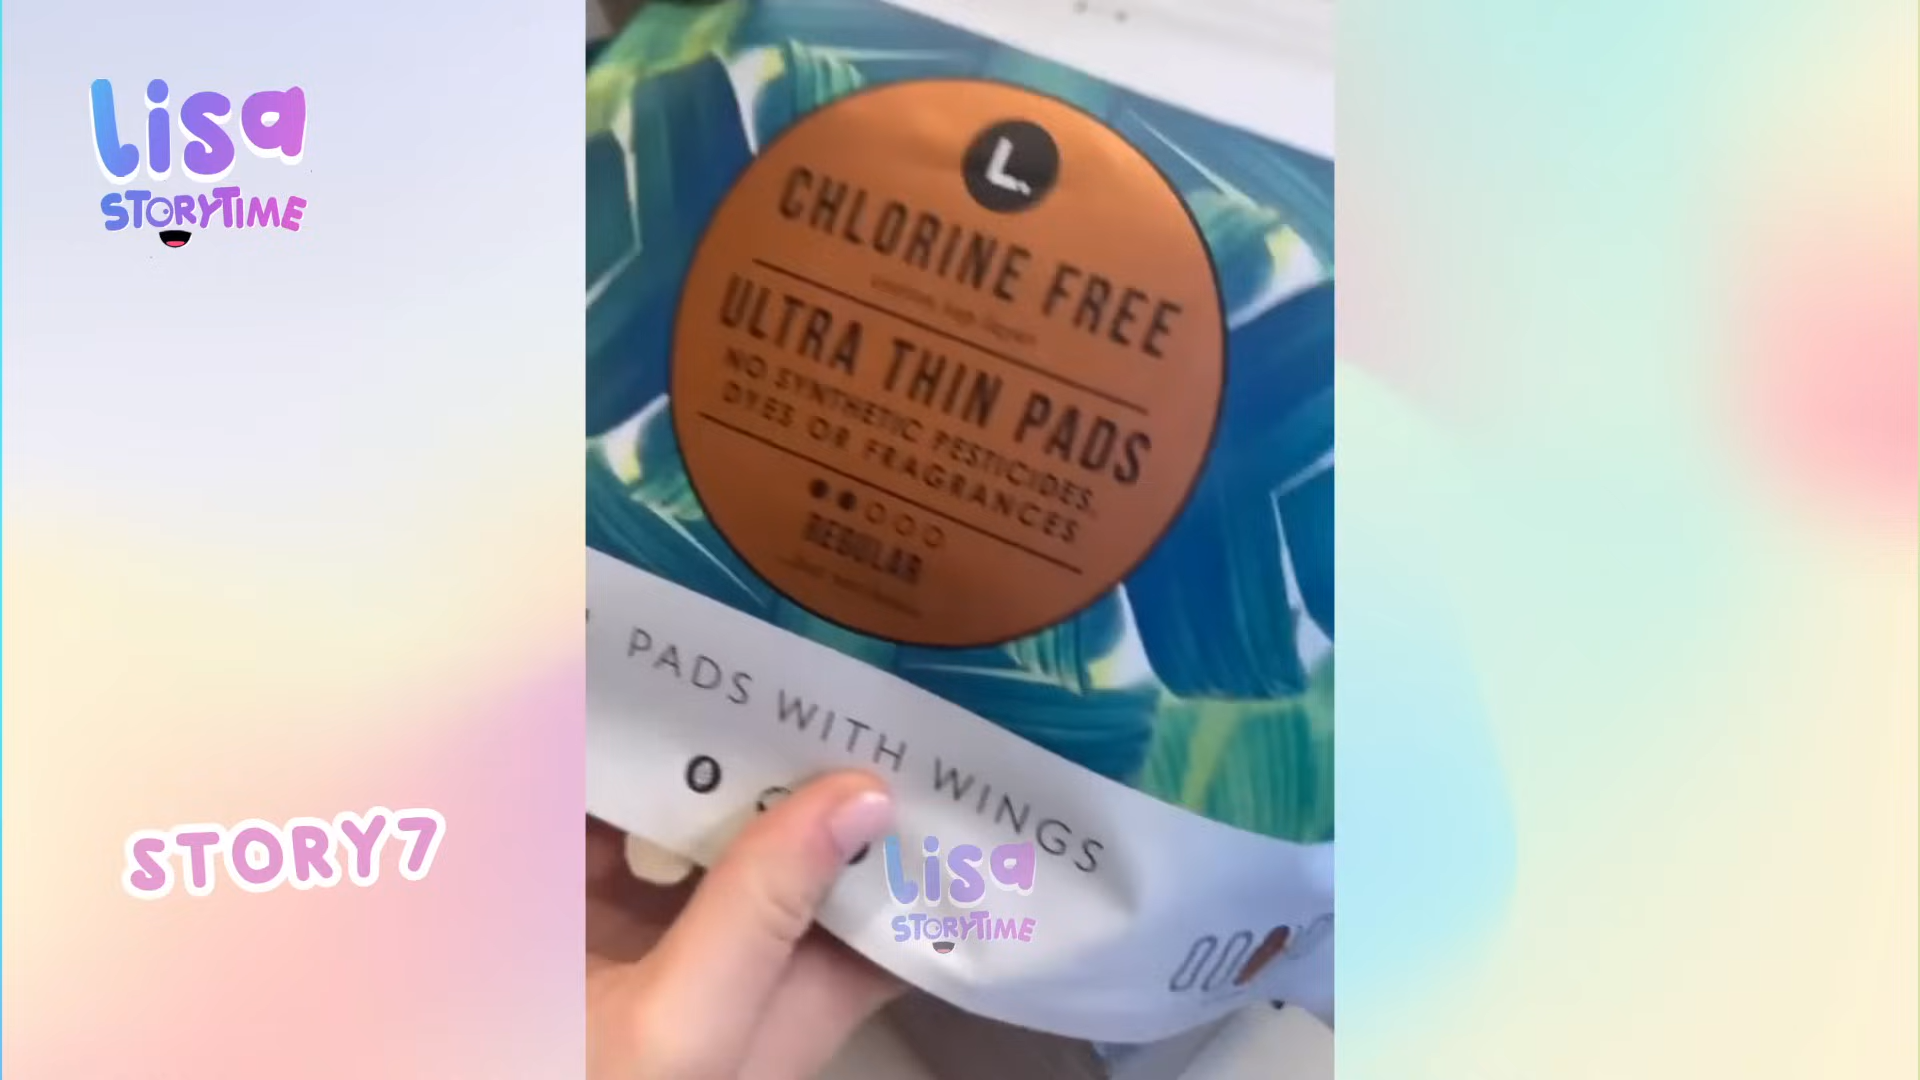 Lisa
STORYTIME
STORY7
L.
CHLORINE FREE
ULTRA THIN PADS
NO SYNTHETIC PESTICIDES,
DYES OR FRAGRANCES
REGULAR
PADS WITH WINGS
Lisa
STORYTIME